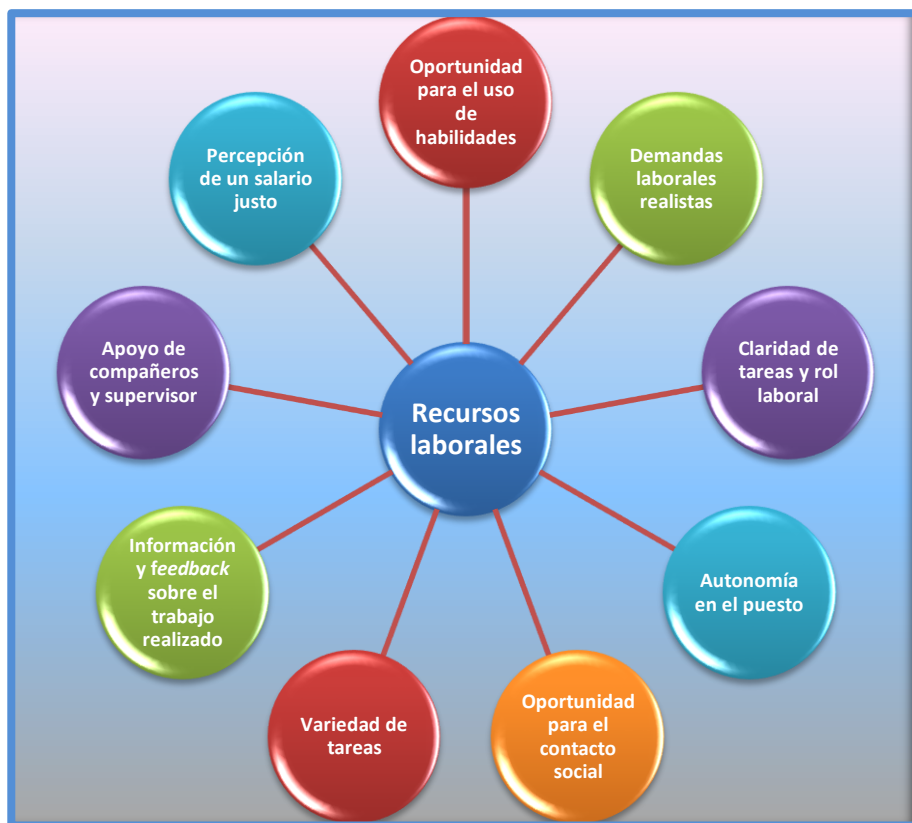 Oportunidad
para el uso
de
habilidades
Demandas
laborales
realistas
Claridad de
tareas y rol
laboral
Autonomía
en el puesto
Oportunidad
para el
contacto
social
Variedad de
tareas
Información
y feedback
sobre el
trabajo
realizado
Apoyo de
compañeros
y supervisor
Percepción
de un salario
justo
Recursos
laborales